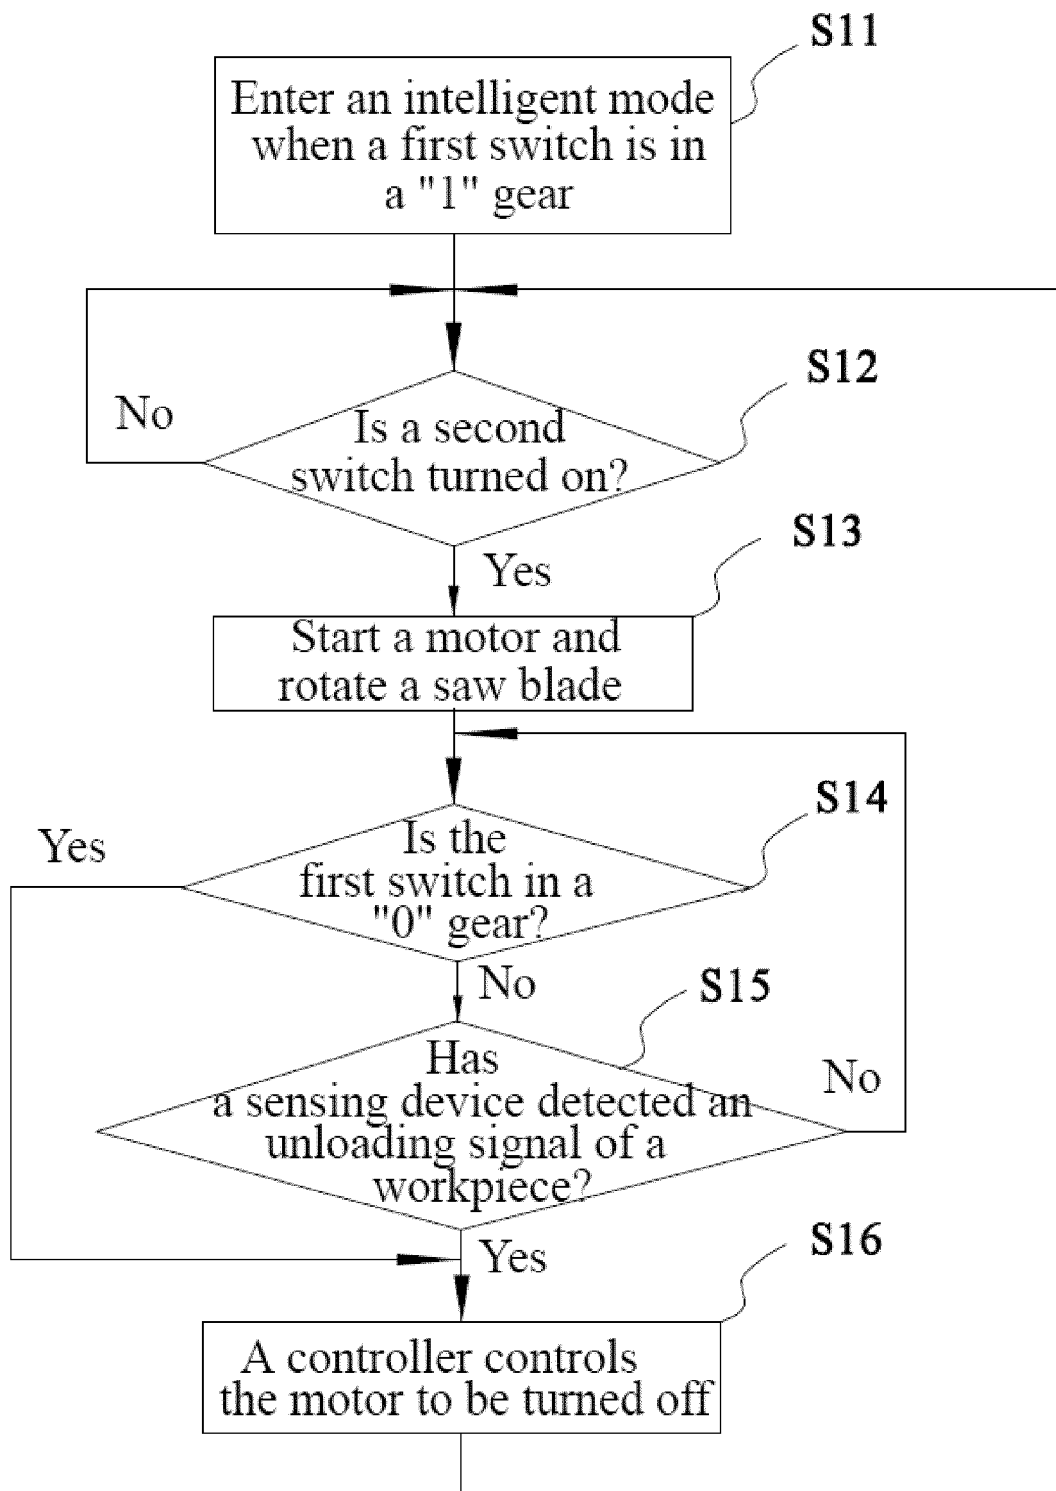 S11
Enter an intelligent mode
when a first switch is in
a "1" gear
S12
No
Is a second
switch turned on?
S13
Yes
Start a motor and
rotate a saw blade
S14
Yes
Is the
first switch in a
"0" gear?
No
S15
Has
No
a sensing device detected an
unloading signal of a
workpiece?
S16
Yes
A controller controls
the motor to be turned off